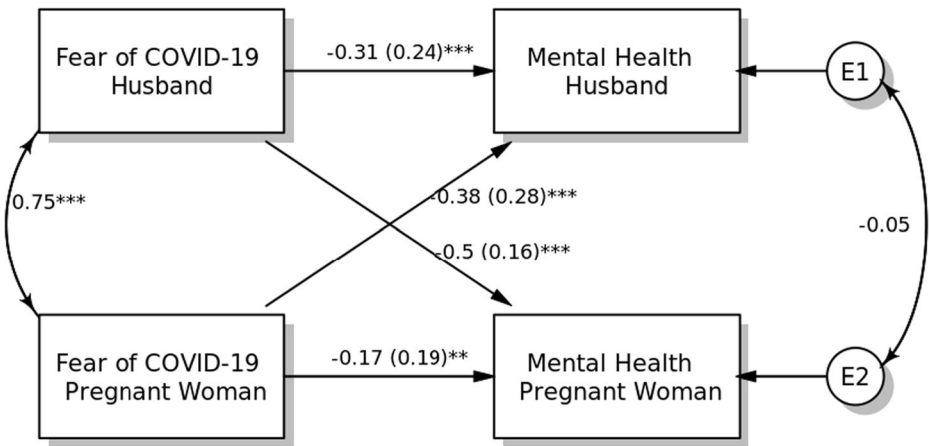 Fear of COVID-19
Husband
-0.31 (0.24)***
Mental Health
Husband
E1
0.75***
-0.38 (0.28)***
-0.5 (0.16)***
-0.05
Fear of COVID-19
Pregnant Woman
-0.17 (0.19)**
Mental Health
Pregnant Woman
E2